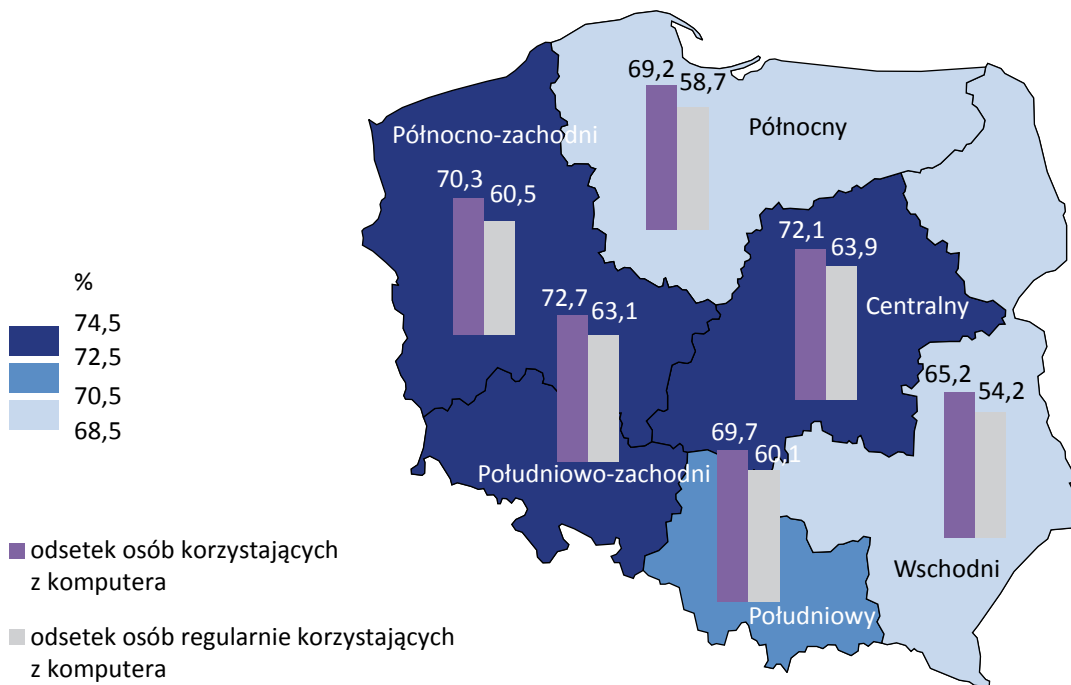 69,2
58,7
Północny
Północno-zachodni
70,3
60,5
72,1
63,9
Centralny
72,7
63,1
%
74,5
72,5
70,5
68,5
65,2
54,2
69,7
60,1
Południowo-zachodni
Wschodni
Południowy
odsetek osób korzystających
z komputera
odsetek osób regularnie korzystających
z komputera